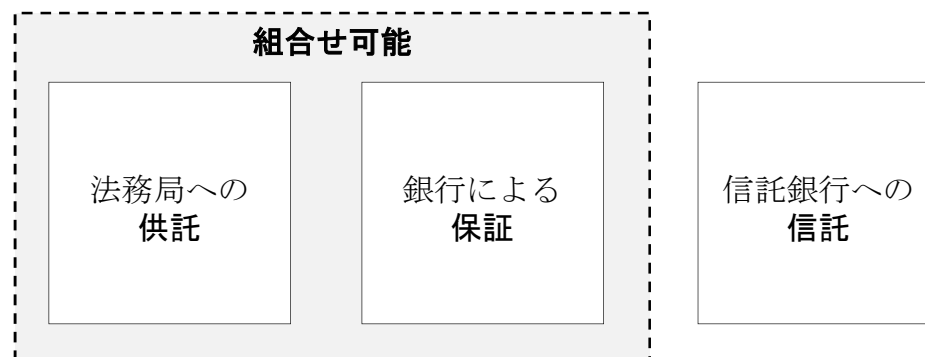 組合せ可能
法務局への
供託
銀行による
保証
信託銀行への
信託